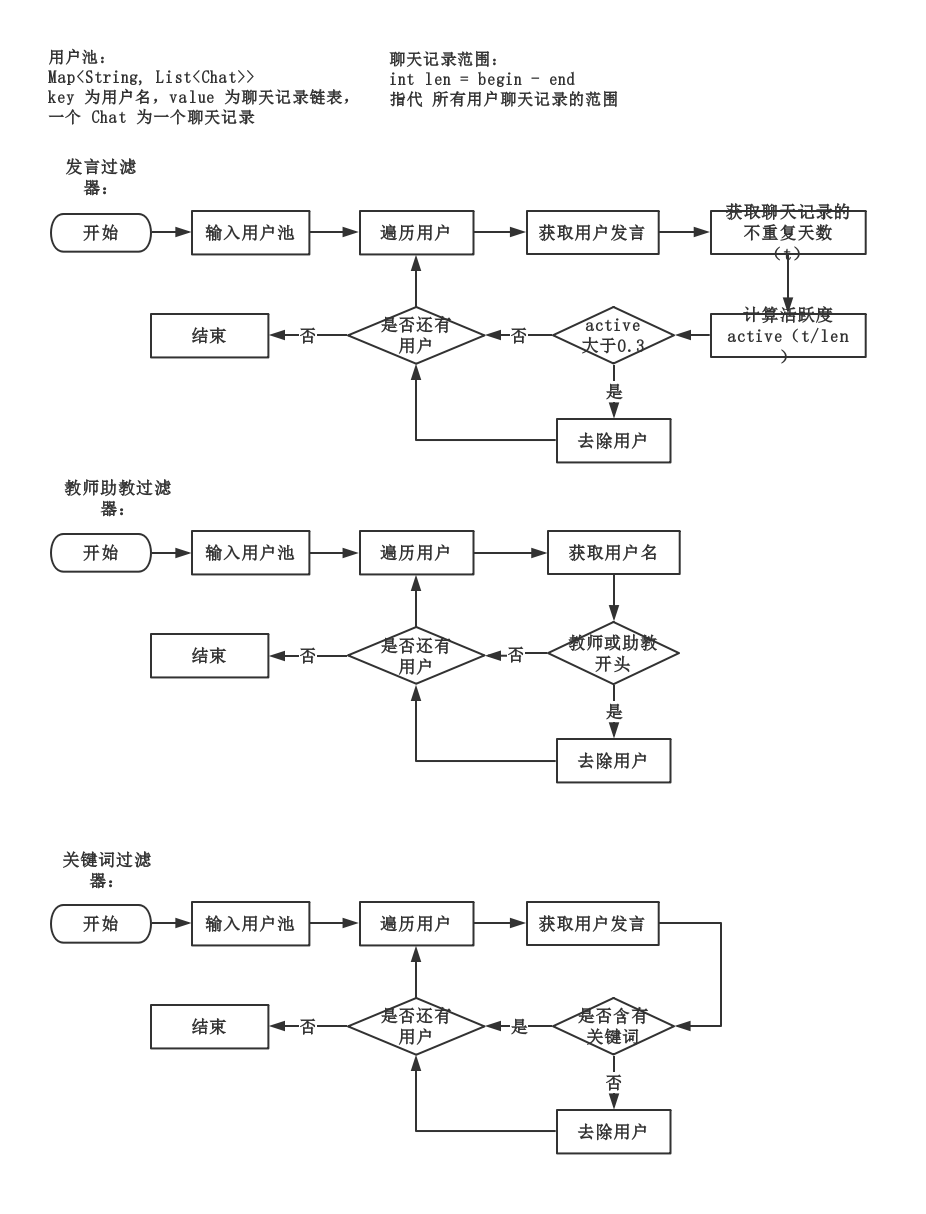 用户池:
Map<String, List<Chat>>
key 为用户名, value 为聊天记录链表,
一个 Chat 为一个聊天记录
聊天记录范围:
int len = begin - end
指代 所有用户聊天记录的范围
发言过滤
器:
开始
输入用户池
遍历用户
获取用户发言
获取聊天记录的
不重复天数
(t)
结束
否
是否还有
用户
否
active
大于0.3
计算活跃度
active (t/len
)
是
去除用户
教师助教过滤
器:
开始
输入用户池
遍历用户
获取用户名
结束
否
是否还有
用户
否
教师或助教
开头
是
去除用户
关键词过滤
器:
开始
输入用户池
遍历用户
获取用户发言
结束
否
是否还有
用户
是
是否含有
关键词
否
去除用户